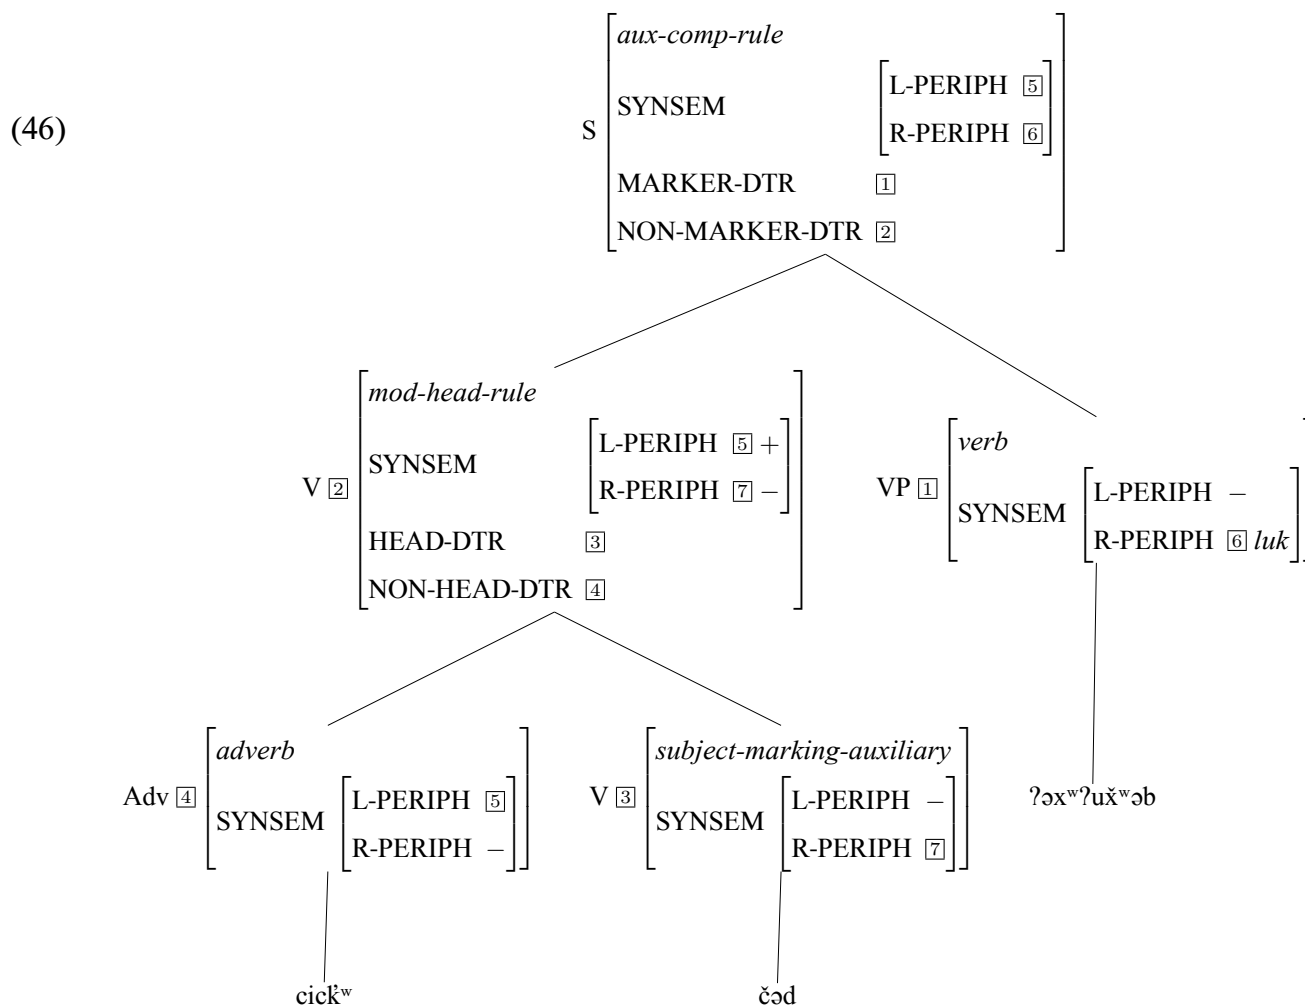 (46)
S
aux-comp-rule
SYNSEM L-PERIPH 5
R-PERIPH 6
MARKER-DTR 1
NON-MARKER-DTR 2
V 2
mod-head-rule
SYNSEM L-PERIPH 5 +
R-PERIPH 7 −
HEAD-DTR 3
NON-HEAD-DTR 4
VP 1
verb
SYNSEM L-PERIPH −
R-PERIPH 6 luk
Adv 4
adverb
SYNSEM L-PERIPH 5
R-PERIPH −
V 3
subject-marking-auxiliary
SYNSEM L-PERIPH −
R-PERIPH 7
ʔəxʷʔux̌ʷəb
cick̓ʷ
čəd